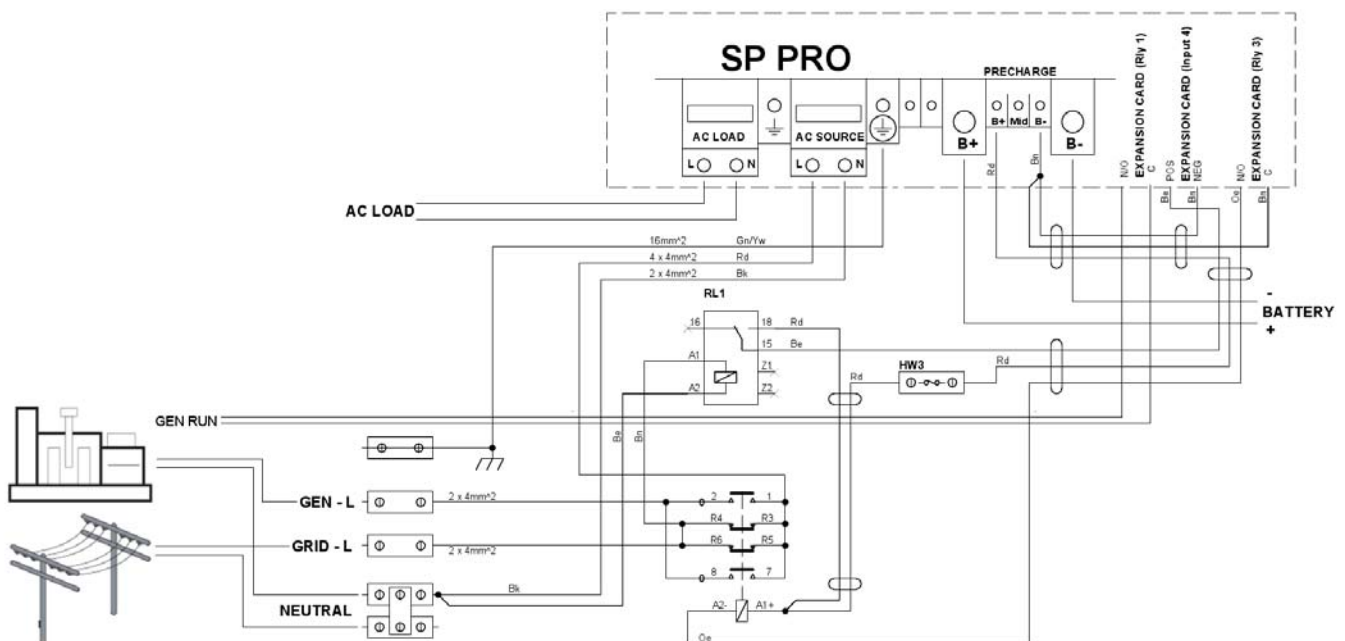 SP PRO
PRECHARGE
AC LOAD
L N
AC SOURCE
L N
B+
B+ Mid B-
B-
Rd
Bn
N/O
EXPANSION CARD (Rly 1)
C
POS
EXPANSION CARD (Input 4)
NEG
N/O
EXPANSION CARD (Rly 3)
C
Be
Bn
Oe
Bn
AC LOAD
16mm^2 Gn/Yw
4 x 4mm^2 Rd
2 x 4mm^2 Bk
-
BATTERY
+
RL1
16 18 Rd
15 Be
A1 Z1
A2 Z2
HW3
Rd
Rd
GEN RUN
Be
Bn
GEN - L
2 x 4mm^2
2 1
R4 R3
GRID - L
2 x 4mm^2
R6 R5
8 7
NEUTRAL
Bk
A2- A1+
Oe